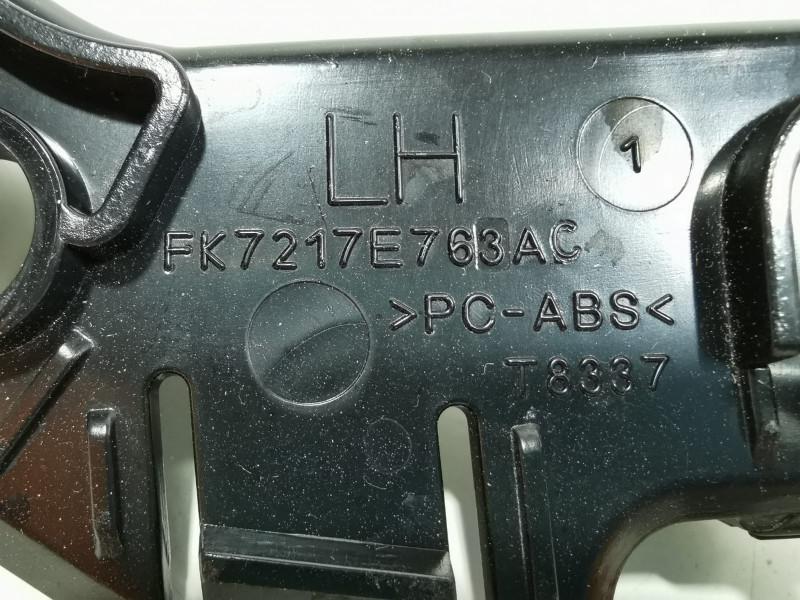 LH
1
FK7217E763AC
>PC-ABS<
T8337